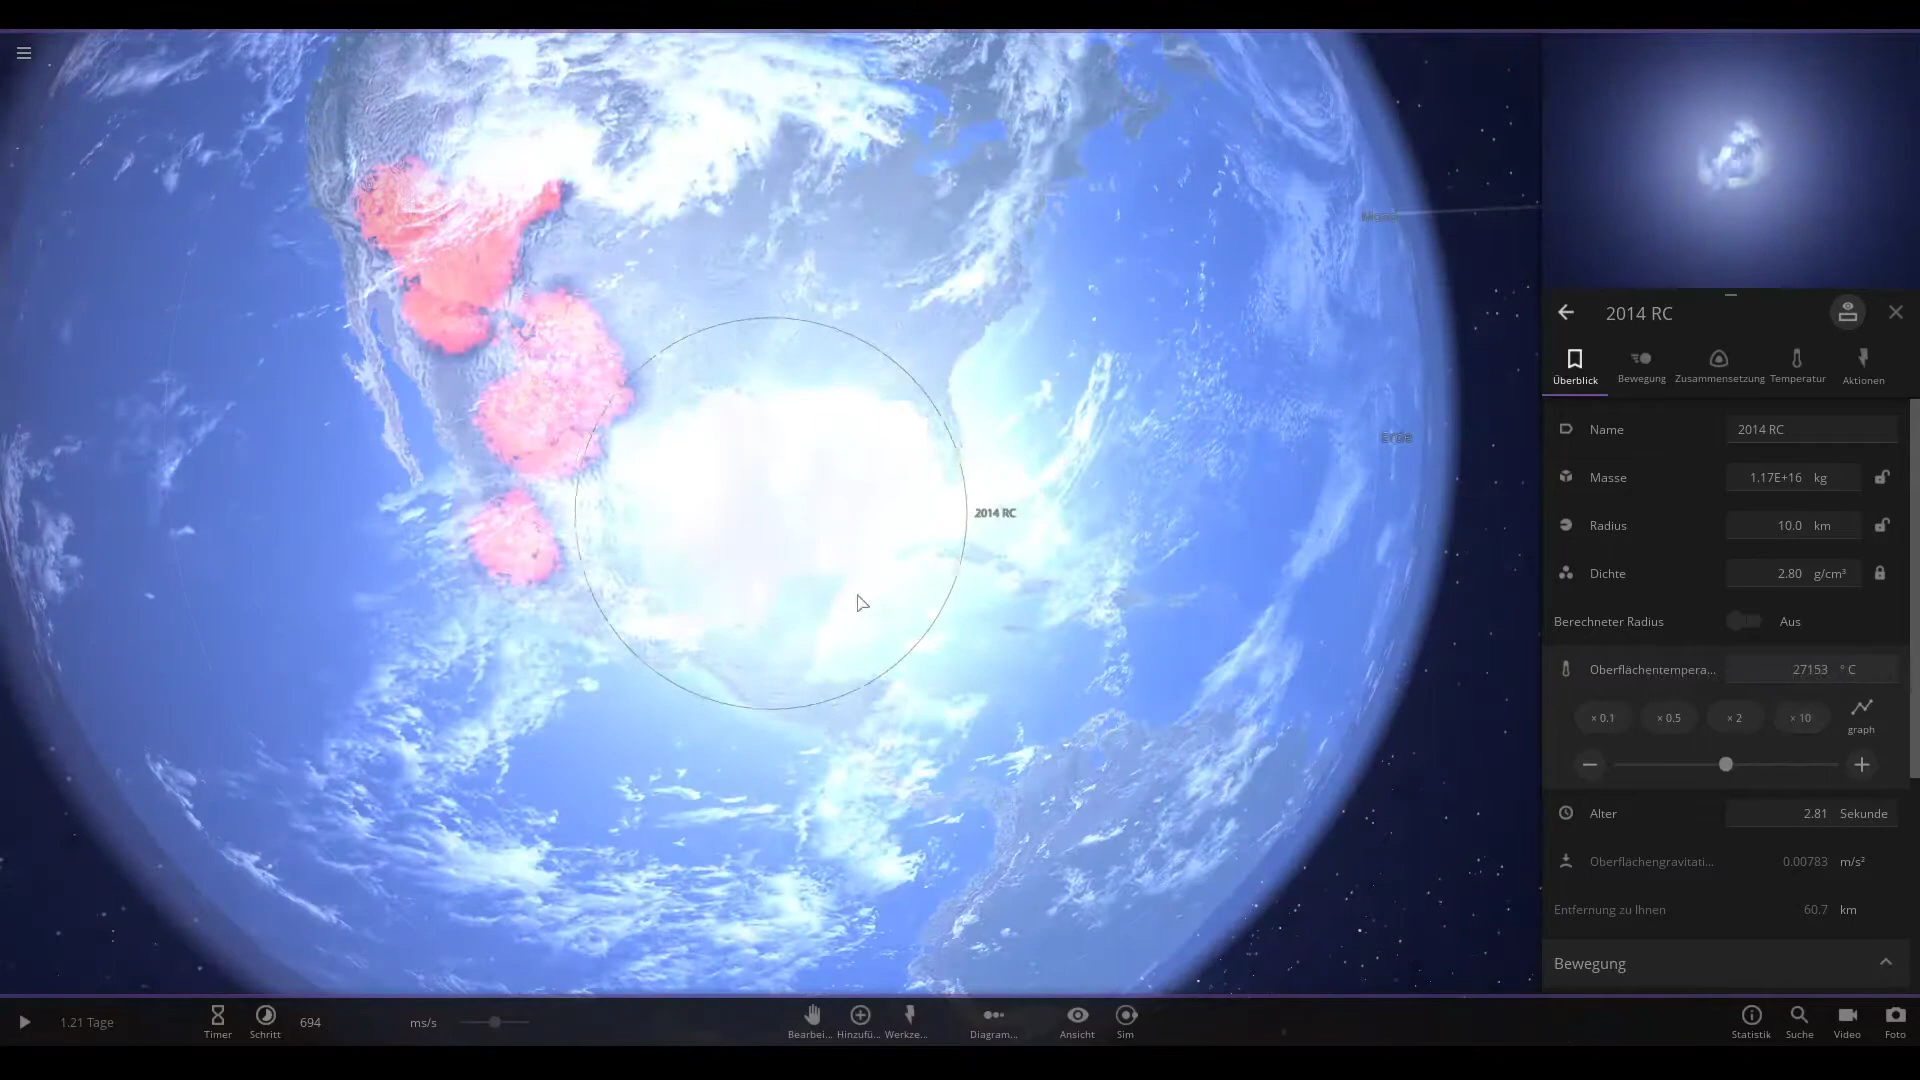 Mond
Erde
2014 RC
2014 RC
Überblick
Bewegung
Zusammensetzung
Temperatur
Aktionen
Name 2014 RC
Masse 1.17E+16 kg
Radius 10.0 km
Dichte 2.80 g/cm³
Berechneter Radius Aus
Oberflächentempera... 27153 ° C
× 0.1 × 0.5 × 2 × 10 graph
Alter 2.81 Sekunde
Oberflächengravitati... 0.00783 m/s²
Entfernung zu Ihnen 60.7 km
Bewegung
1.21 Tage
Timer
Schritt
694 ms/s
Bearbei...
Hinzufü...
Werkze...
Diagram...
Ansicht
Sim
Statistik
Suche
Video
Foto